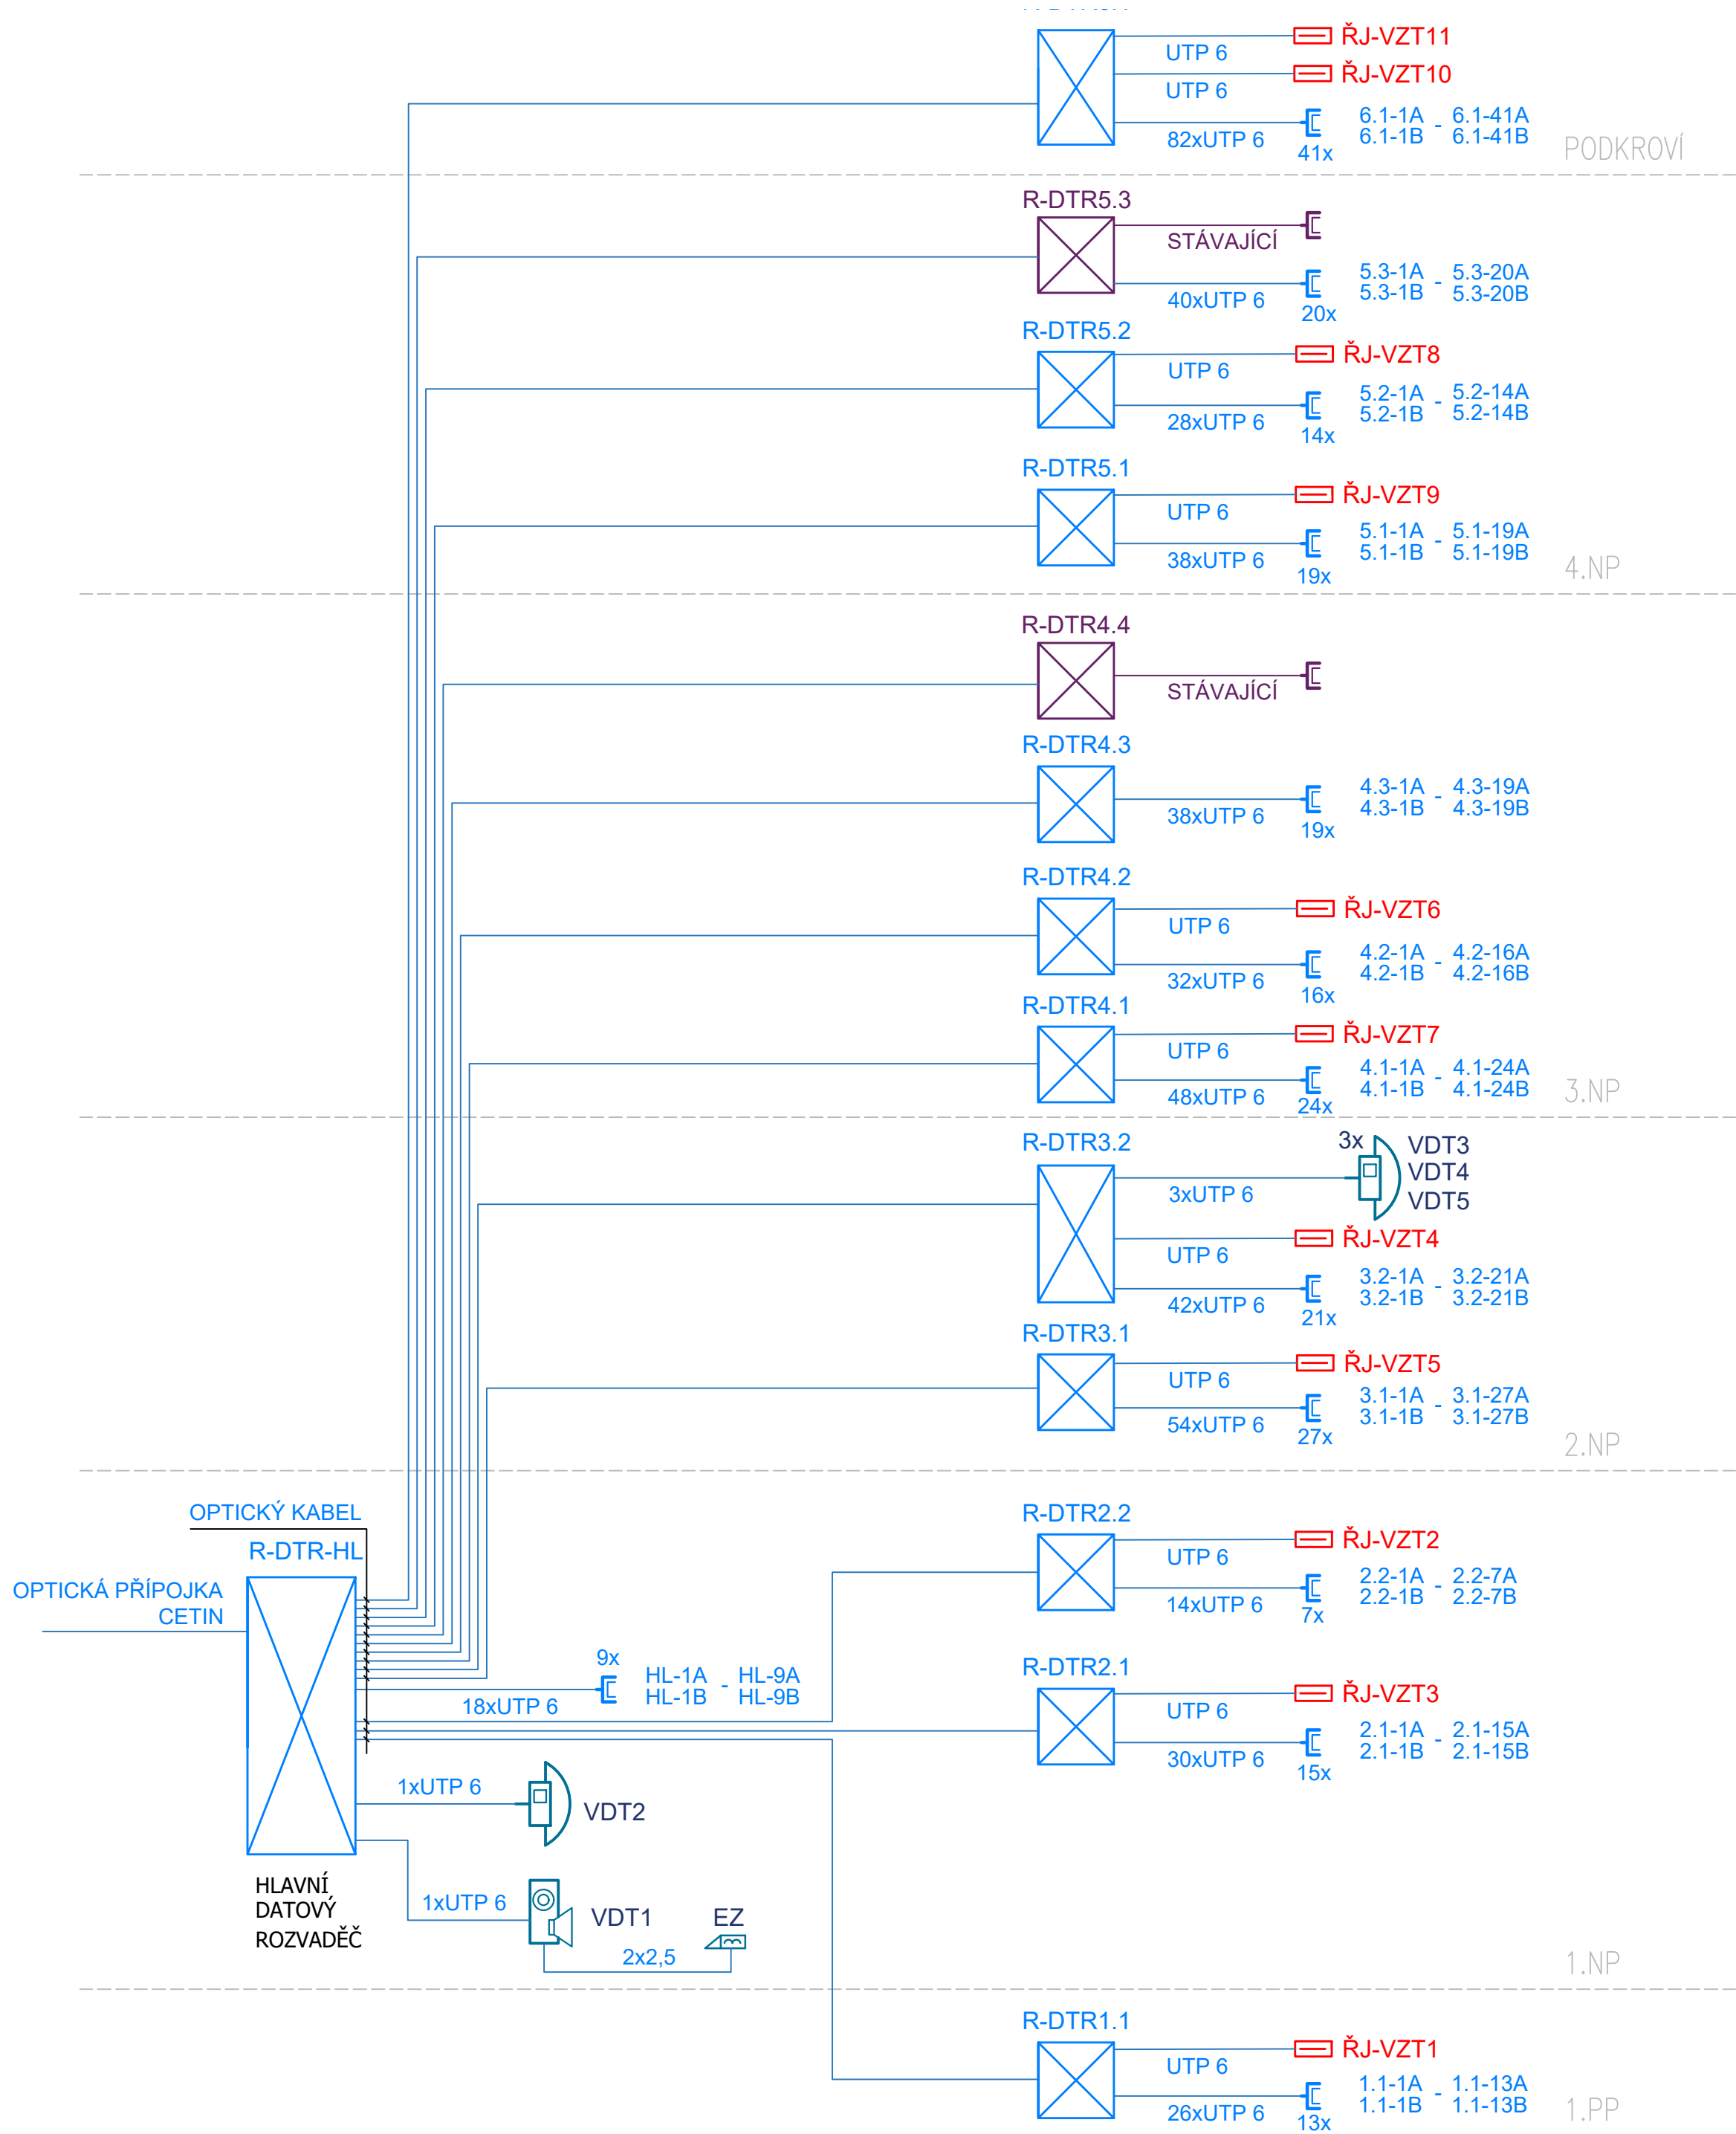 UTP 6
ŘJ-VZT11
UTP 6
ŘJ-VZT10
82xUTP 6
41x
6.1-1A - 6.1-41A
6.1-1B 6.1-41B
PODKROVÍ
R-DTR5.3
STÁVAJÍCÍ
40xUTP 6
20x
5.3-1A - 5.3-20A
5.3-1B 5.3-20B
R-DTR5.2
UTP 6
ŘJ-VZT8
28xUTP 6
14x
5.2-1A - 5.2-14A
5.2-1B 5.2-14B
R-DTR5.1
UTP 6
ŘJ-VZT9
38xUTP 6
19x
5.1-1A - 5.1-19A
5.1-1B 5.1-19B
4.NP
R-DTR4.4
STÁVAJÍCÍ
R-DTR4.3
38xUTP 6
19x
4.3-1A - 4.3-19A
4.3-1B 4.3-19B
R-DTR4.2
UTP 6
ŘJ-VZT6
32xUTP 6
16x
4.2-1A - 4.2-16A
4.2-1B 4.2-16B
R-DTR4.1
UTP 6
ŘJ-VZT7
48xUTP 6
24x
4.1-1A - 4.1-24A
4.1-1B 4.1-24B
3.NP
R-DTR3.2
3xUTP 6
3x
VDT3
VDT4
VDT5
UTP 6
ŘJ-VZT4
42xUTP 6
21x
3.2-1A - 3.2-21A
3.2-1B 3.2-21B
R-DTR3.1
UTP 6
ŘJ-VZT5
54xUTP 6
27x
3.1-1A - 3.1-27A
3.1-1B 3.1-27B
2.NP
OPTICKÝ KABEL
R-DTR-HL
OPTICKÁ PŘÍPOJKA
CETIN
R-DTR2.2
UTP 6
ŘJ-VZT2
14xUTP 6
7x
2.2-1A - 2.2-7A
2.2-1B 2.2-7B
9x
18xUTP 6
HL-1A - HL-9A
HL-1B HL-9B
R-DTR2.1
UTP 6
ŘJ-VZT3
30xUTP 6
15x
2.1-1A - 2.1-15A
2.1-1B 2.1-15B
1xUTP 6
VDT2
HLAVNÍ
DATOVÝ
ROZVADĚČ
1xUTP 6
VDT1
EZ
2x2,5
1.NP
R-DTR1.1
UTP 6
ŘJ-VZT1
26xUTP 6
13x
1.1-1A - 1.1-13A
1.1-1B 1.1-13B
1.PP